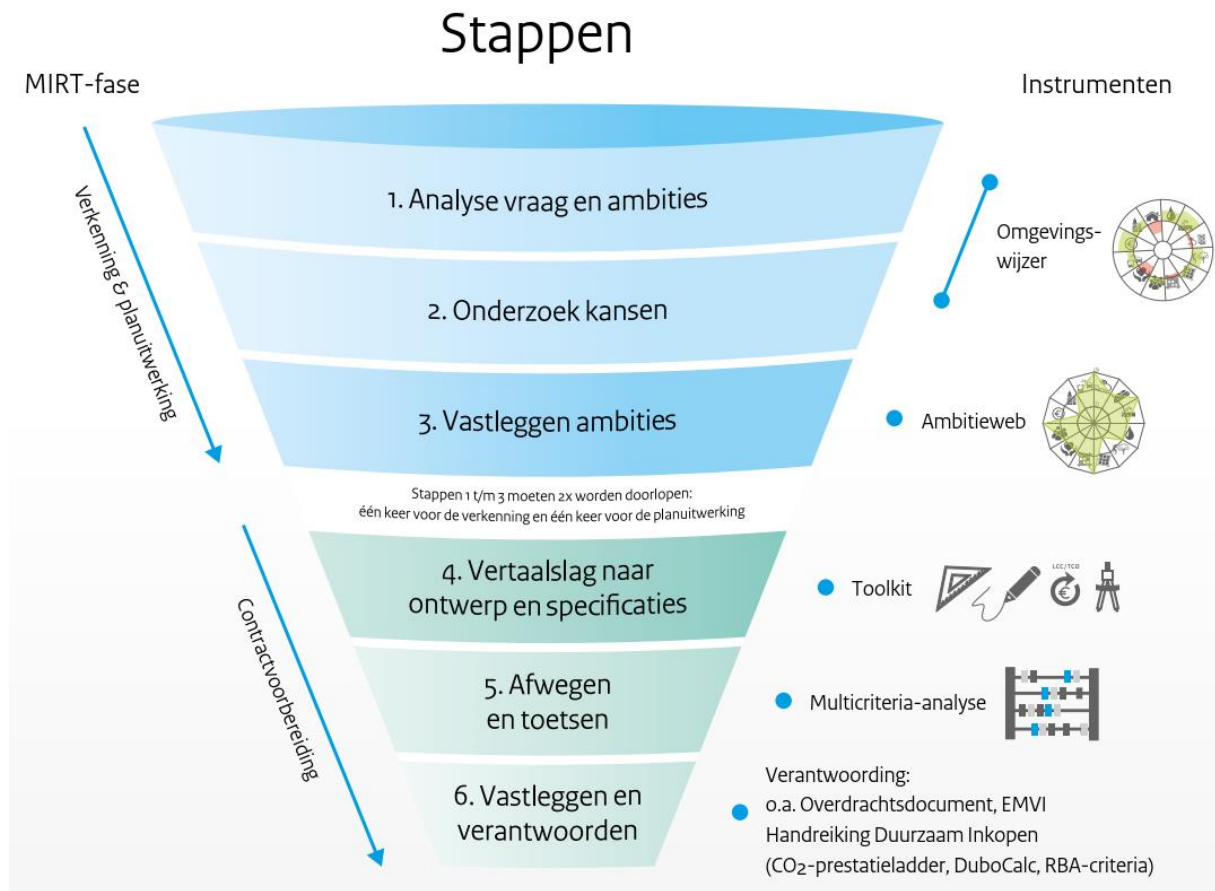 Stappen
MIRT-fase
Instrumenten
Verkenning & planuitwerking
1. Analyse vraag en ambities
2. Onderzoek kansen
Omgevings-
wijzer
3. Vastleggen ambities
Ambitieweb
Stappen 1 t/m 3 moeten 2x worden doorlopen:
één keer voor de verkenning en één keer voor de planuitwerking
Contractvoorbereiding
4. Vertaalslag naar
ontwerp en specificaties
Toolkit
LCC/TCO
€
5. Afwegen
en toetsen
Multicriteria-analyse
6. Vastleggen en
verantwoorden
Verantwoording:
o.a. Overdrachtsdocument, EMVI
Handreiking Duurzaam Inkopen
(CO2-prestatieladder, DuboCalc, RBA-criteria)